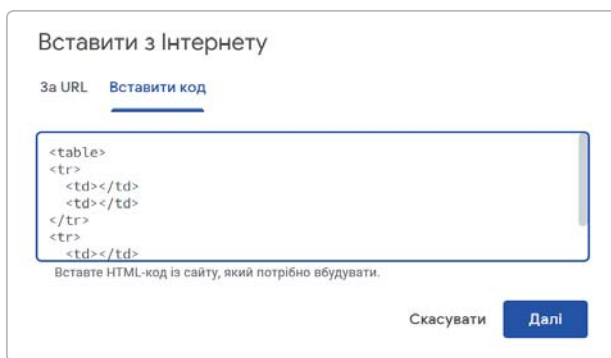 Вставити з Інтернету
За URL Вставити код
<table>
<tr>
<td></td>
<td></td>
</tr>
<tr>
<td></td>
Вставте HTML-код із сайту, який потрібно вбудувати.
Скасувати Далі